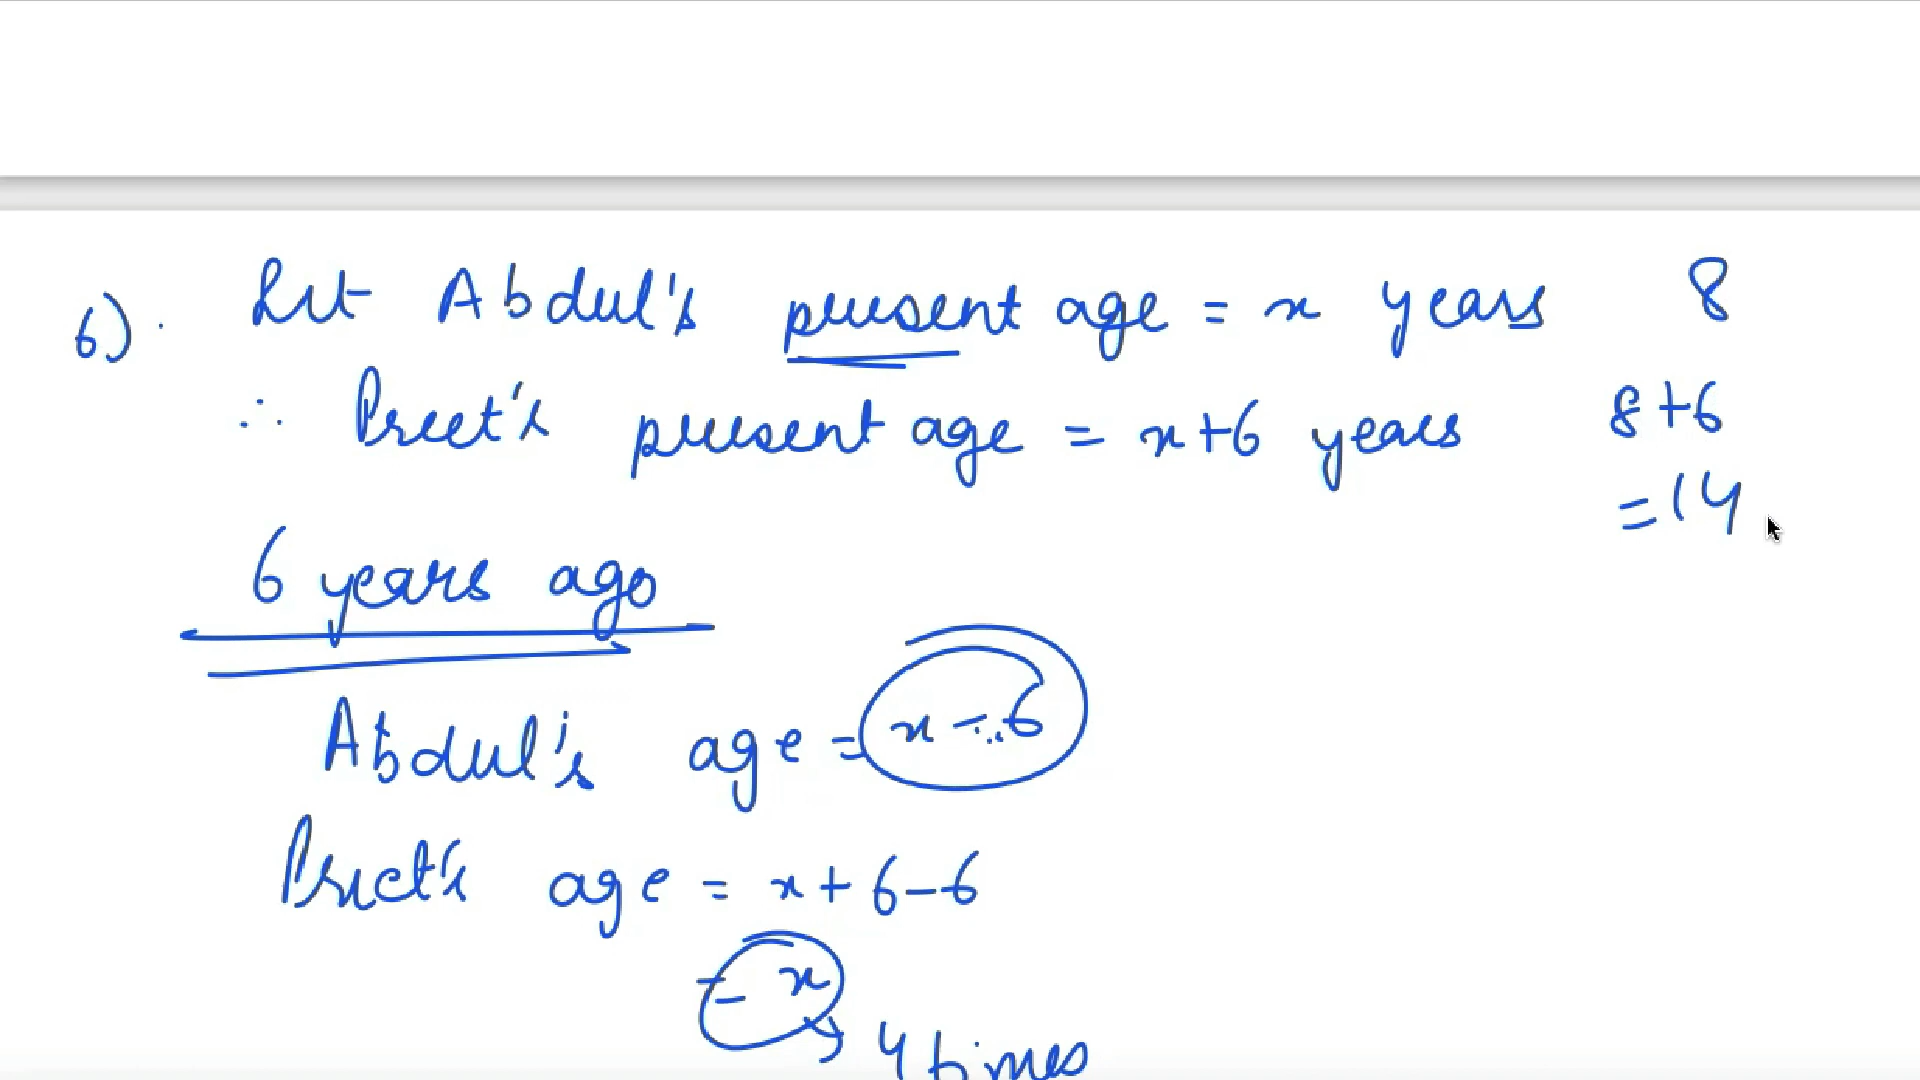 6). Let Abdul's present age = x years 8
∴ Preet's present age = x+6 years 8+6
=14
6 years ago
Abdul's age = x-6
Preet's age = x+6-6
= x
4 times